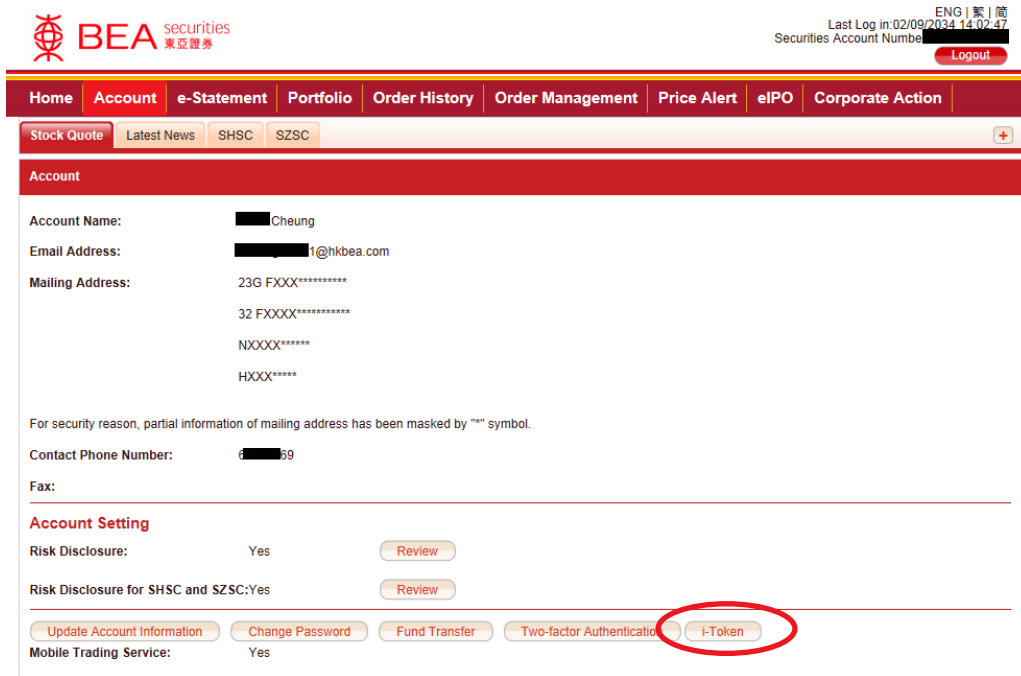 ENG | 繁 | 简
BEA securities 東亞證券
Last Log in:02/09/2034 14:02:47
Securities Account Numbe
Logout
Home Account e-Statement Portfolio Order History Order Management Price Alert eIPO Corporate Action
Stock Quote Latest News SHSC SZSC +
Account
Account Name: Cheung
Email Address: 1@hkbea.com
Mailing Address: 23G FXXX**********
32 FXXXX***********
NXXXX******
HXXX*****
For security reason, partial information of mailing address has been masked by "*" symbol.
Contact Phone Number: 6 69
Fax:
Account Setting
Risk Disclosure: Yes Review
Risk Disclosure for SHSC and SZSC:Yes Review
Update Account Information Change Password Fund Transfer Two-factor Authenticatio i-Token
Mobile Trading Service: Yes